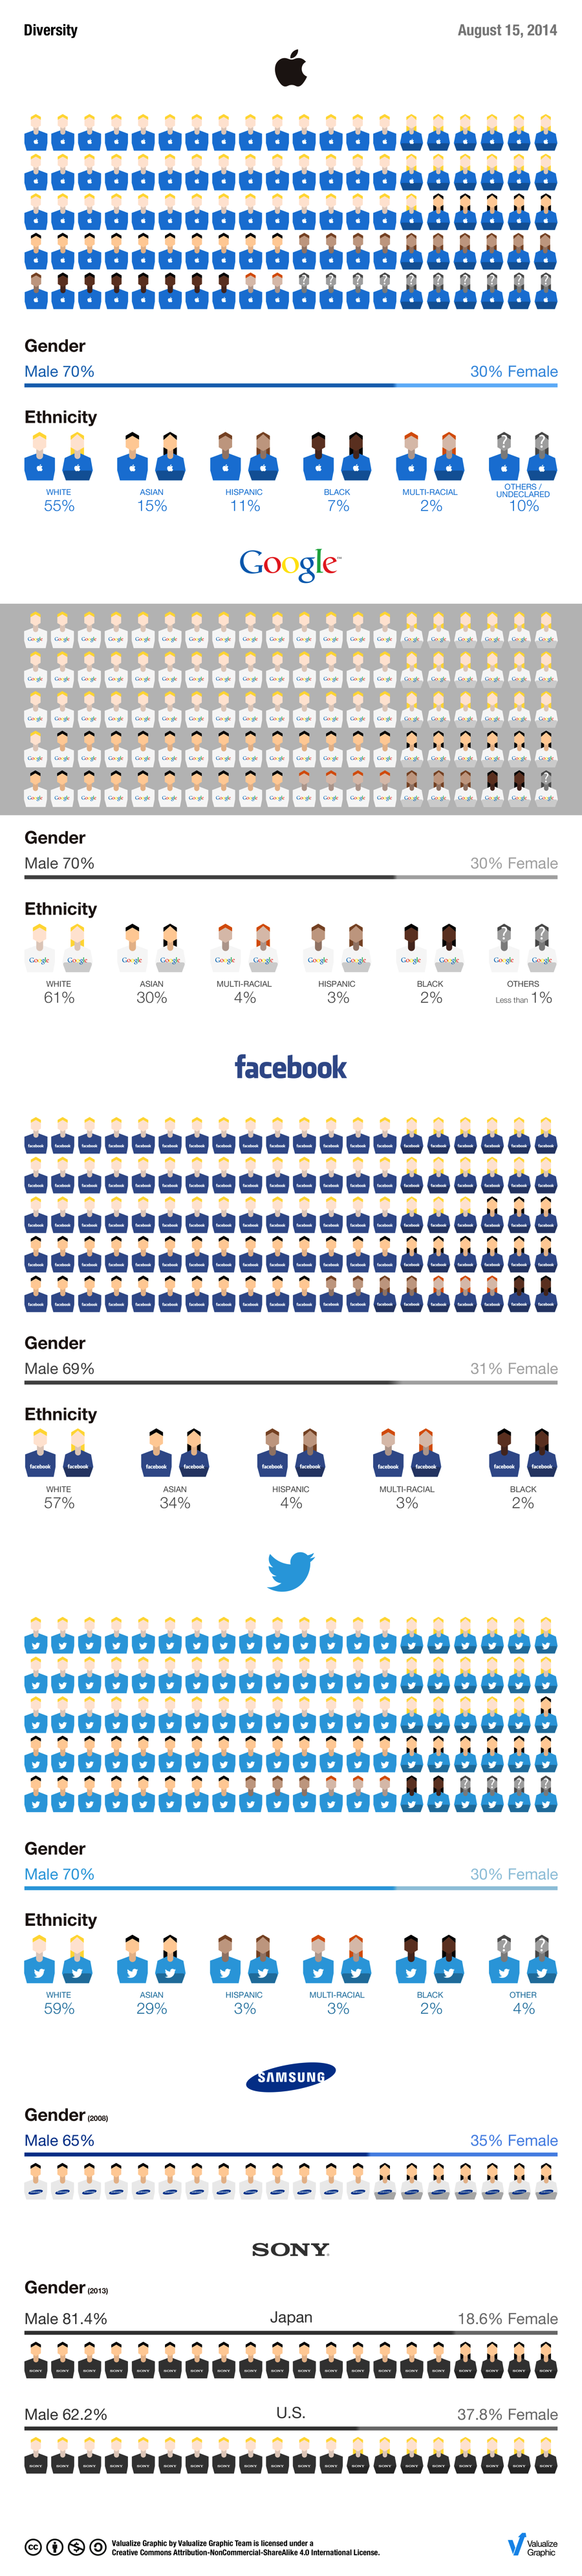 Diversity August 15, 2014
Gender
Male 70% 30% Female
Ethnicity
WHITE ASIAN HISPANIC BLACK MULTI-RACIAL OTHERS / UNDECLARED
55% 15% 11% 7% 2% 10%
Google™
Gender
Male 70% 30% Female
Ethnicity
WHITE ASIAN MULTI-RACIAL HISPANIC BLACK OTHERS
61% 30% 4% 3% 2% Less than 1%
facebook
Gender
Male 69% 31% Female
Ethnicity
WHITE ASIAN HISPANIC MULTI-RACIAL BLACK
57% 34% 4% 3% 2%
Gender
Male 70% 30% Female
Ethnicity
WHITE ASIAN HISPANIC MULTI-RACIAL BLACK OTHER
59% 29% 3% 3% 2% 4%
SAMSUNG
Gender (2008)
Male 65% 35% Female
SONY
Gender (2013)
Male 81.4% Japan 18.6% Female
Male 62.2% U.S. 37.8% Female
Valualize Graphic by Valualize Graphic Team is licensed under a
Creative Commons Attribution-NonCommercial-ShareAlike 4.0 International License.
Valualize
Graphic